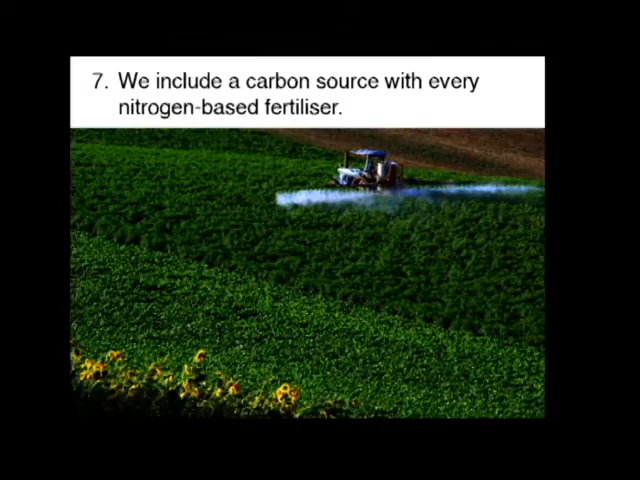 7. We include a carbon source with every
nitrogen-based fertiliser.